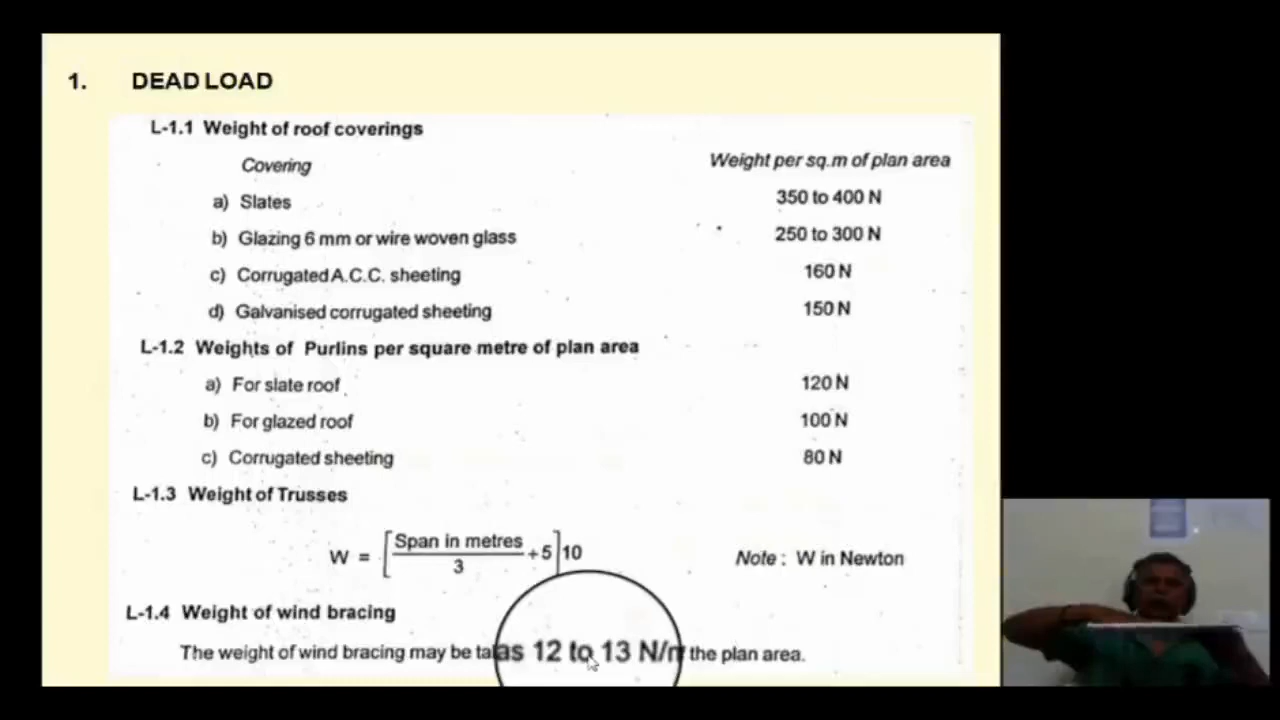 1. DEAD LOAD
L-1.1 Weight of roof coverings
Covering Weight per sq.m of plan area
a) Slates 350 to 400 N
b) Glazing 6 mm or wire woven glass 250 to 300 N
c) Corrugated A.C.C. sheeting 160 N
d) Galvanised corrugated sheeting 150 N
L-1.2 Weights of Purlins per square metre of plan area
a) For slate roof 120 N
b) For glazed roof 100 N
c) Corrugated sheeting 80 N
L-1.3 Weight of Trusses
W = [Span in metres / 3 + 5] 10 Note : W in Newton
L-1.4 Weight of wind bracing
The weight of wind bracing may be as 12 to 13 the plan area.